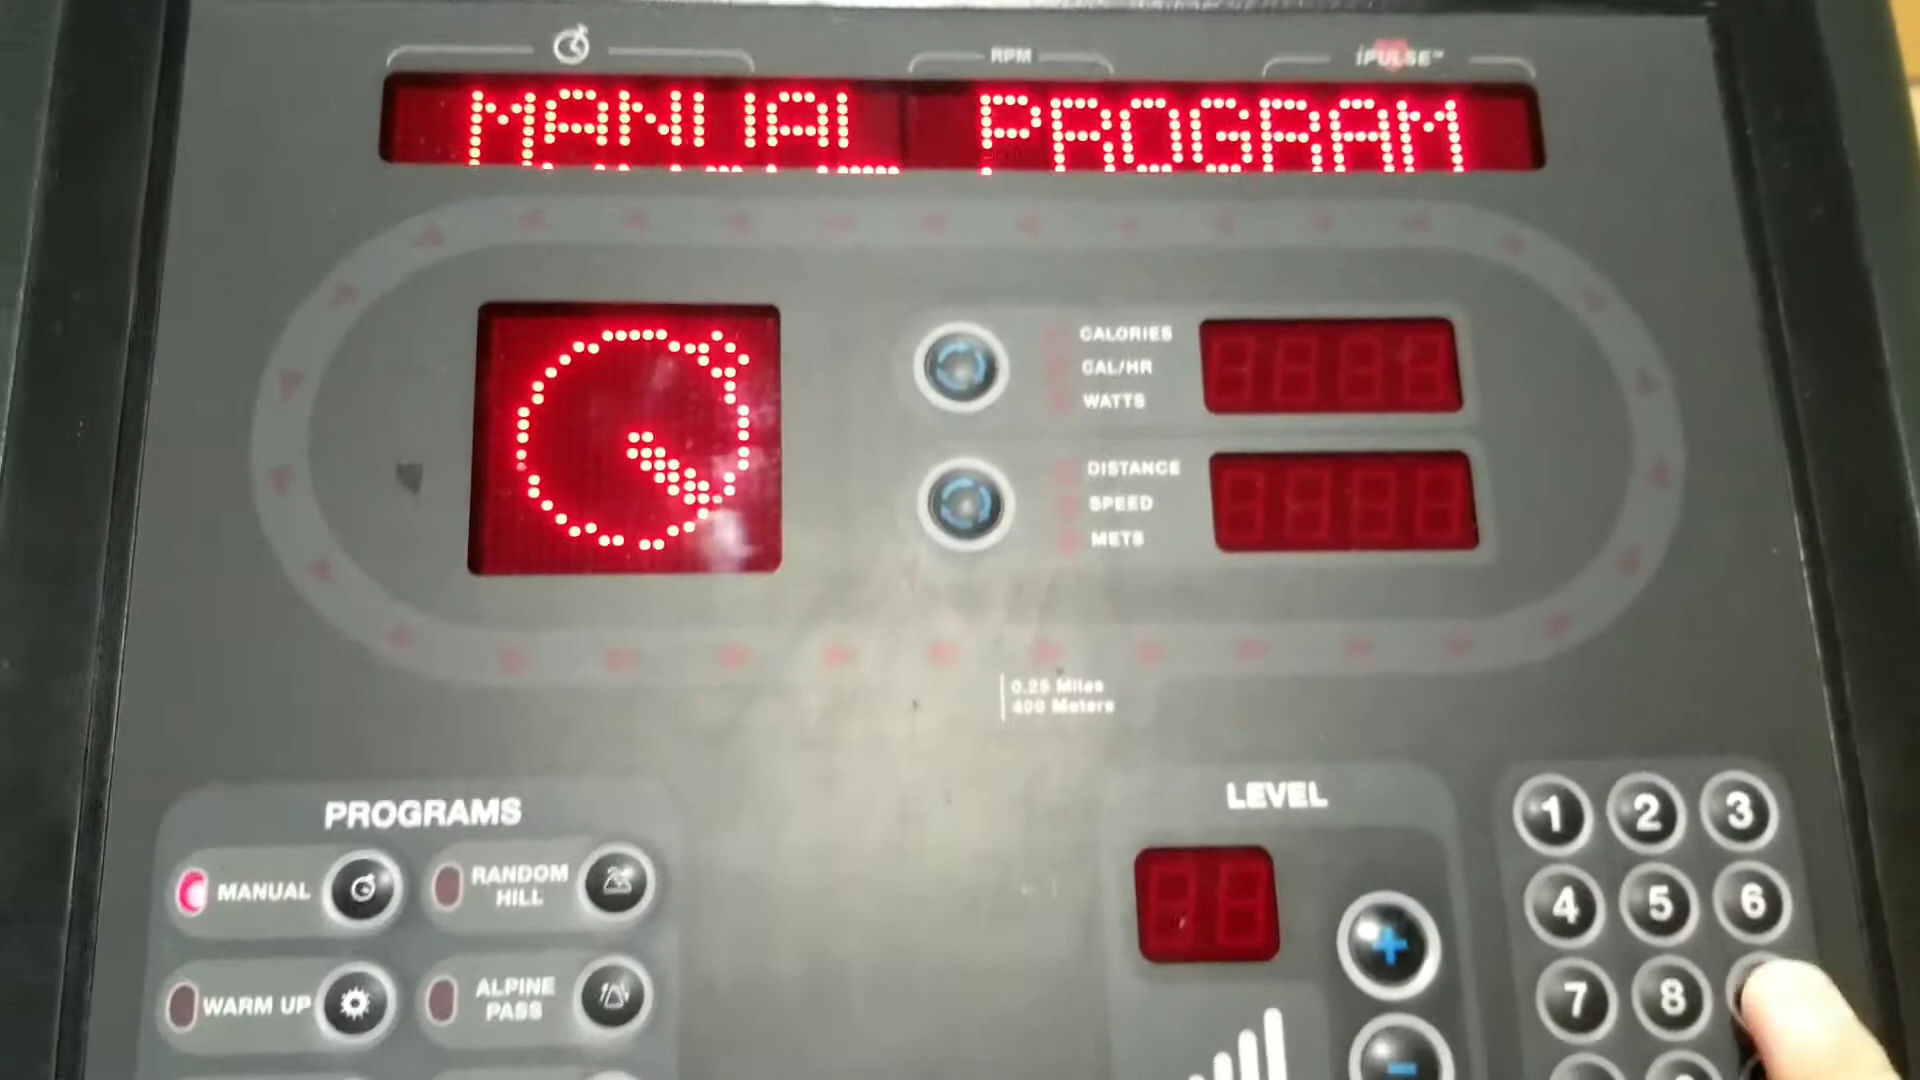 RPM
iPULSE™
MANUAL PROGRAM
CALORIES
CAL/HR
WATTS
DISTANCE
SPEED
METS
0.25 Miles
400 Meters
PROGRAMS
MANUAL
RANDOM
HILL
WARM UP
ALPINE
PASS
LEVEL
+
-
1 2 3
4 5 6
7 8